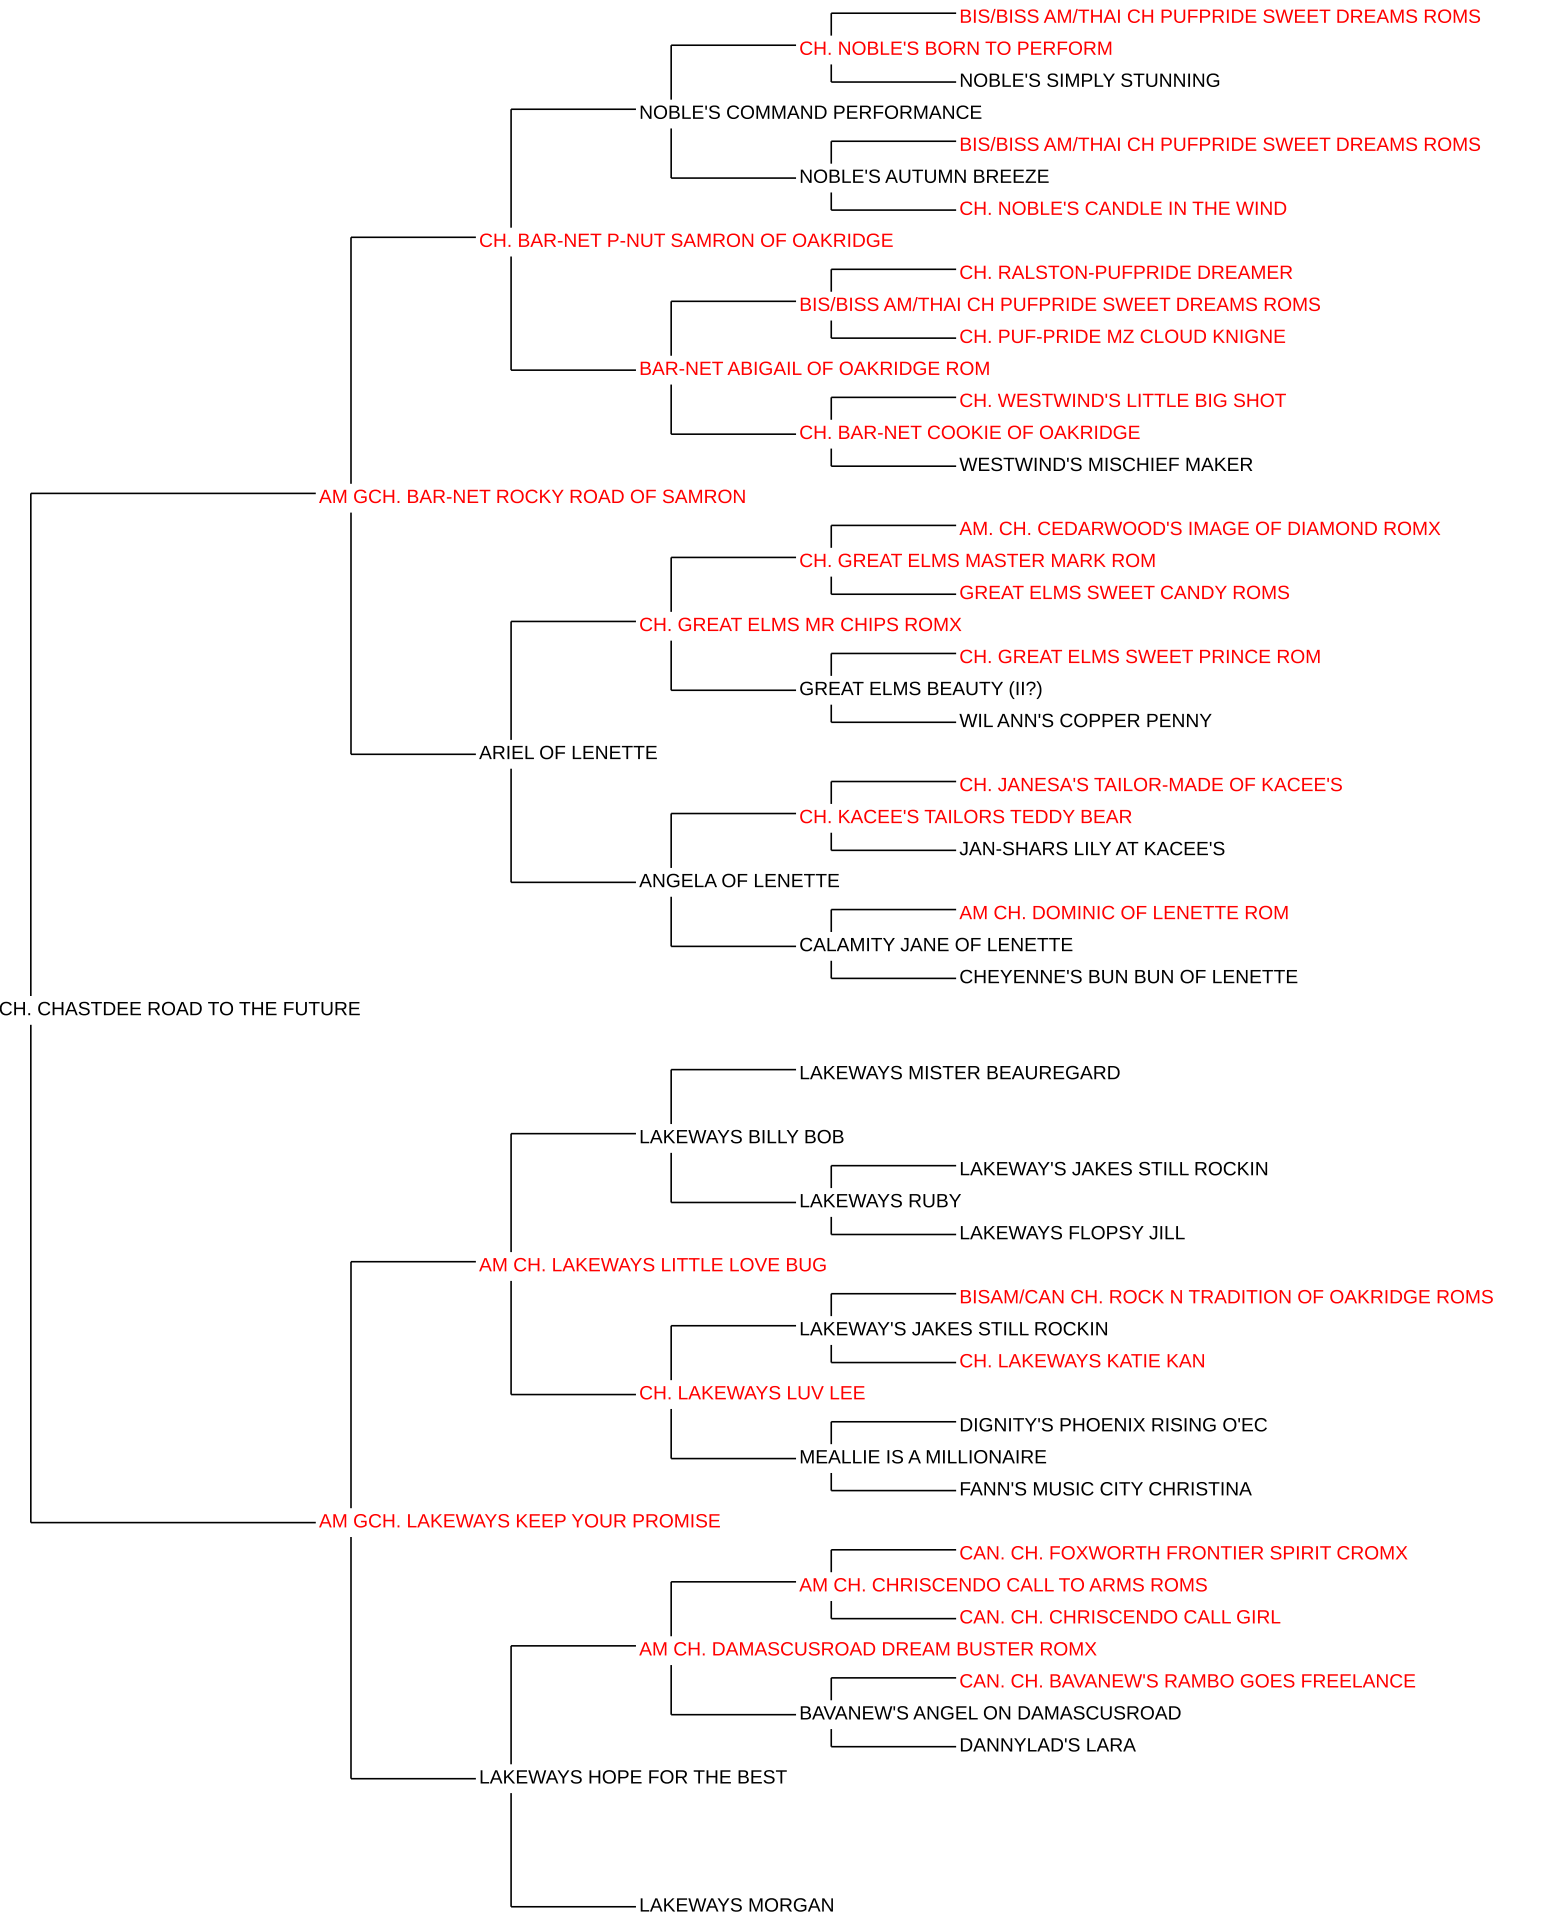 BIS/BISS AM/THAI CH PUFPRIDE SWEET DREAMS ROMS
CH. NOBLE'S BORN TO PERFORM
NOBLE'S SIMPLY STUNNING
NOBLE'S COMMAND PERFORMANCE
BIS/BISS AM/THAI CH PUFPRIDE SWEET DREAMS ROMS
NOBLE'S AUTUMN BREEZE
CH. NOBLE'S CANDLE IN THE WIND
CH. BAR-NET P-NUT SAMRON OF OAKRIDGE
CH. RALSTON-PUFPRIDE DREAMER
BIS/BISS AM/THAI CH PUFPRIDE SWEET DREAMS ROMS
CH. PUF-PRIDE MZ CLOUD KNIGNE
BAR-NET ABIGAIL OF OAKRIDGE ROM
CH. WESTWIND'S LITTLE BIG SHOT
CH. BAR-NET COOKIE OF OAKRIDGE
WESTWIND'S MISCHIEF MAKER
AM GCH. BAR-NET ROCKY ROAD OF SAMRON
AM. CH. CEDARWOOD'S IMAGE OF DIAMOND ROMX
CH. GREAT ELMS MASTER MARK ROM
GREAT ELMS SWEET CANDY ROMS
CH. GREAT ELMS MR CHIPS ROMX
CH. GREAT ELMS SWEET PRINCE ROM
GREAT ELMS BEAUTY (II?)
WIL ANN'S COPPER PENNY
ARIEL OF LENETTE
CH. JANESA'S TAILOR-MADE OF KACEE'S
CH. KACEE'S TAILORS TEDDY BEAR
JAN-SHARS LILY AT KACEE'S
ANGELA OF LENETTE
AM CH. DOMINIC OF LENETTE ROM
CALAMITY JANE OF LENETTE
CHEYENNE'S BUN BUN OF LENETTE
CH. CHASTDEE ROAD TO THE FUTURE
LAKEWAYS MISTER BEAUREGARD
LAKEWAYS BILLY BOB
LAKEWAY'S JAKES STILL ROCKIN
LAKEWAYS RUBY
LAKEWAYS FLOPSY JILL
AM CH. LAKEWAYS LITTLE LOVE BUG
BISAM/CAN CH. ROCK N TRADITION OF OAKRIDGE ROMS
LAKEWAY'S JAKES STILL ROCKIN
CH. LAKEWAYS KATIE KAN
CH. LAKEWAYS LUV LEE
DIGNITY'S PHOENIX RISING O'EC
MEALLIE IS A MILLIONAIRE
FANN'S MUSIC CITY CHRISTINA
AM GCH. LAKEWAYS KEEP YOUR PROMISE
CAN. CH. FOXWORTH FRONTIER SPIRIT CROMX
AM CH. CHRISCENDO CALL TO ARMS ROMS
CAN. CH. CHRISCENDO CALL GIRL
AM CH. DAMASCUSROAD DREAM BUSTER ROMX
CAN. CH. BAVANEW'S RAMBO GOES FREELANCE
BAVANEW'S ANGEL ON DAMASCUSROAD
DANNYLAD'S LARA
LAKEWAYS HOPE FOR THE BEST
LAKEWAYS MORGAN